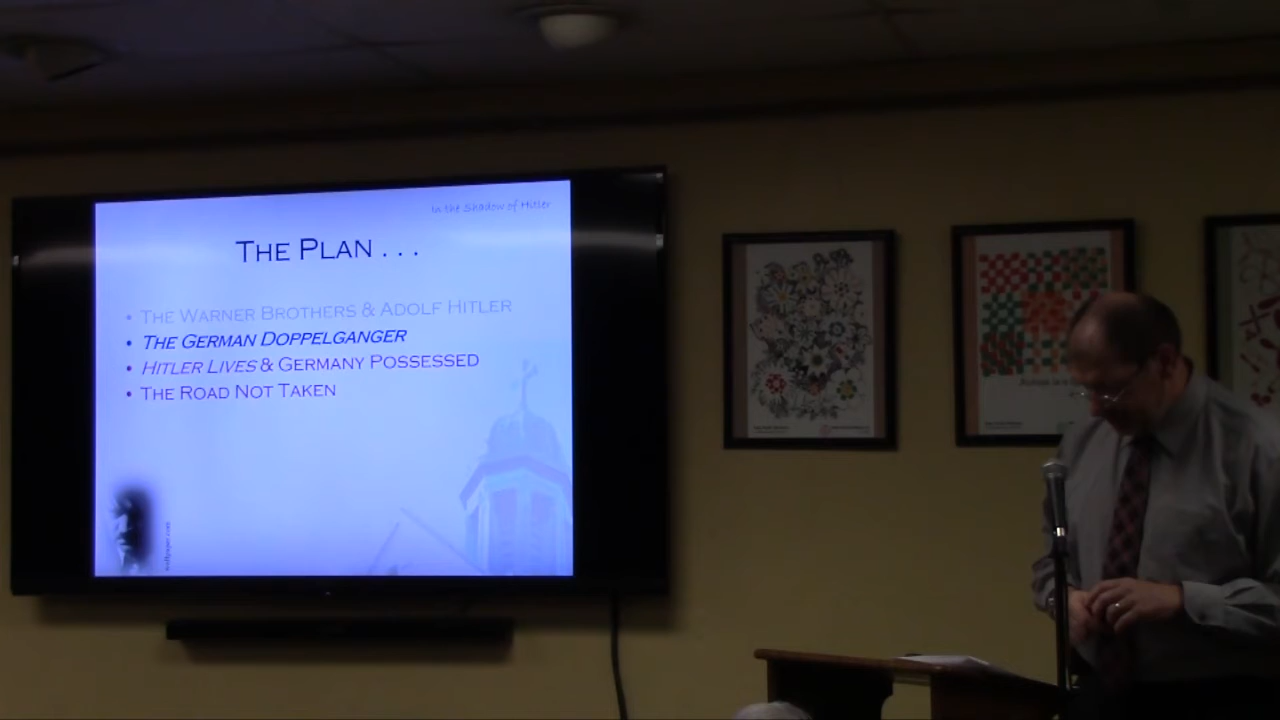 In the Shadow of Hitler
The Plan . . .
• The Warner Brothers & Adolf Hitler
• The German Doppelganger
• Hitler Lives & Germany Possessed
• The Road Not Taken